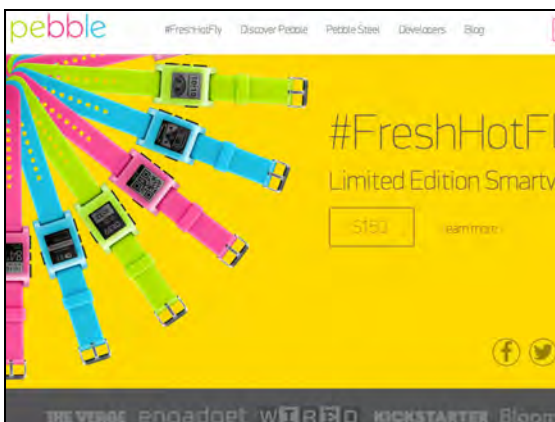 pebble
#FreshHotFly Discover Pebble Pebble Steel Developers Blog
#FreshHotFl
Limited Edition Smartw
$150 learn more
THE VERGE engadget WIRED KICKSTARTER Bloom